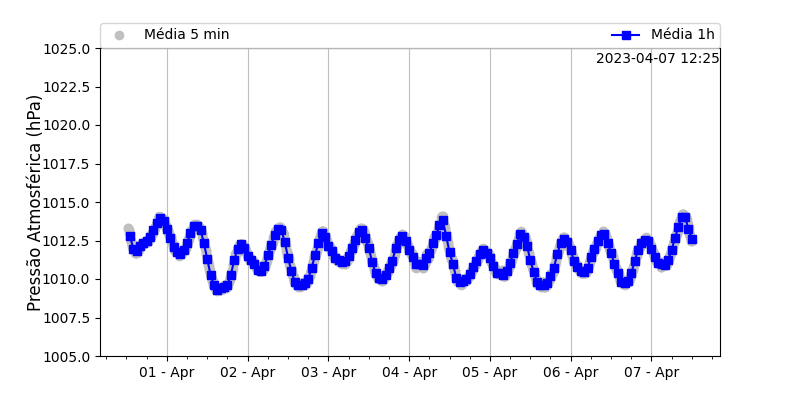 Média 5 min
Média 1h
2023-04-07 12:25
Pressão Atmosférica (hPa)
1025.0
1022.5
1020.0
1017.5
1015.0
1012.5
1010.0
1007.5
1005.0
01 - Apr
02 - Apr
03 - Apr
04 - Apr
05 - Apr
06 - Apr
07 - Apr